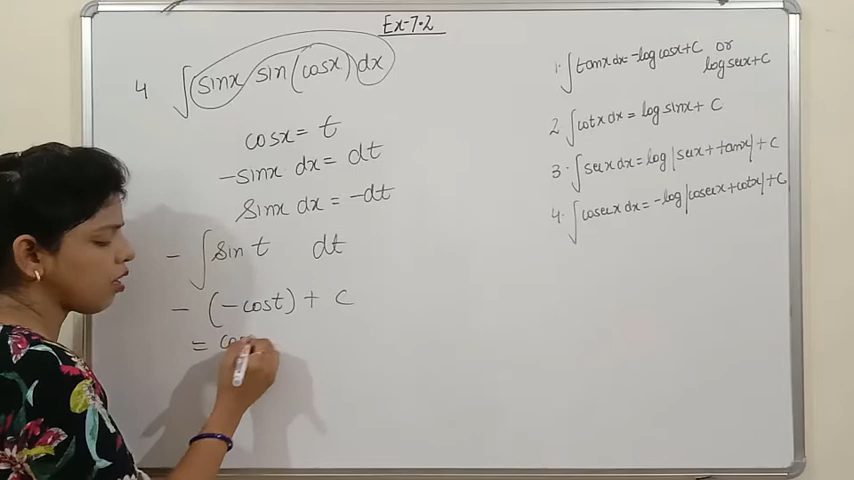 Ex-7.2
4 ∫ sinx sin(cosx) dx
cosx = t
-sinx dx = dt
sinx dx = -dt
- ∫ sin t dt
- (-cost) + C
= cos
1. ∫ tanx dx = -log cosx + C or
log secx + C
2 ∫ cotx dx = log sinx + C
3. ∫ secx dx = log |secx + tanx| + C
4. ∫ cosecx dx = -log |cosecx + cotx| + C